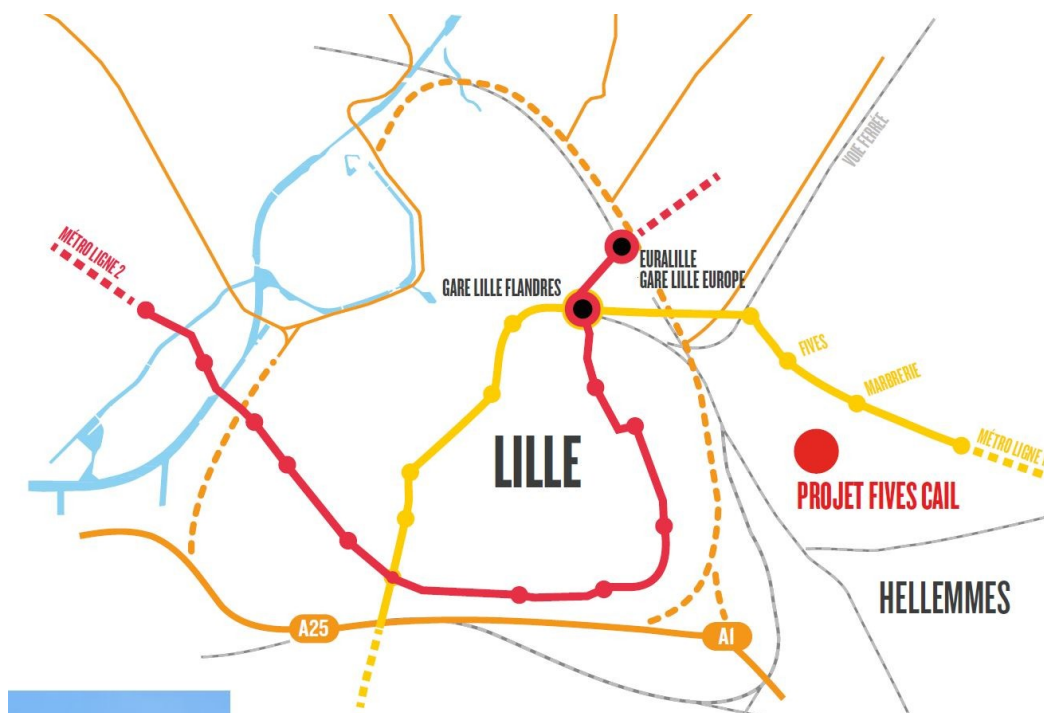 VOIE FERRÉE
MÉTRO LIGNE 2
EURALILLE
GARE LILLE EUROPE
GARE LILLE FLANDRES
FIVES
MARBRERIE
MÉTRO LIGNE
LILLE
PROJET FIVES CAIL
HELLEMMES
A25
A1